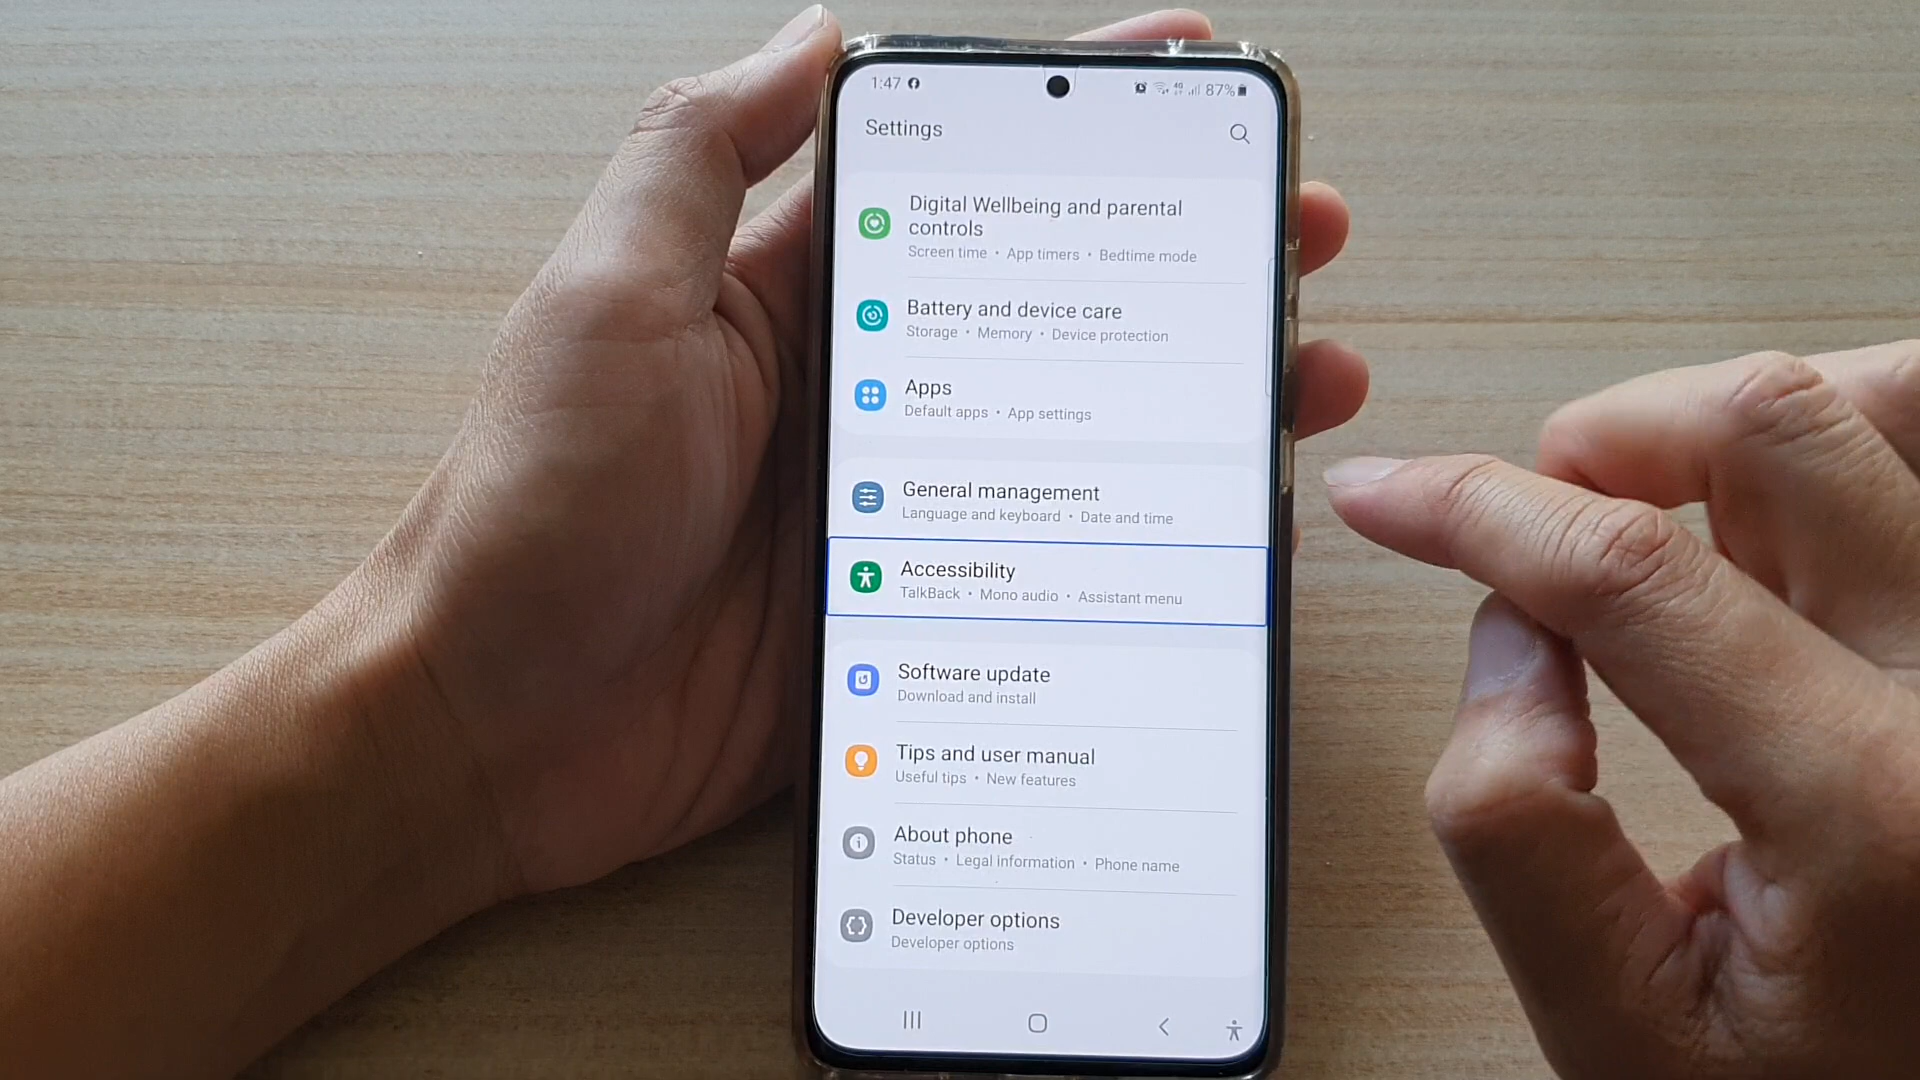 1:47
87%
Settings
Digital Wellbeing and parental
controls
Screen time • App timers • Bedtime mode
Battery and device care
Storage • Memory • Device protection
Apps
Default apps • App settings
General management
Language and keyboard • Date and time
Accessibility
TalkBack • Mono audio • Assistant menu
Software update
Download and install
Tips and user manual
Useful tips • New features
About phone
Status • Legal information • Phone name
Developer options
Developer options